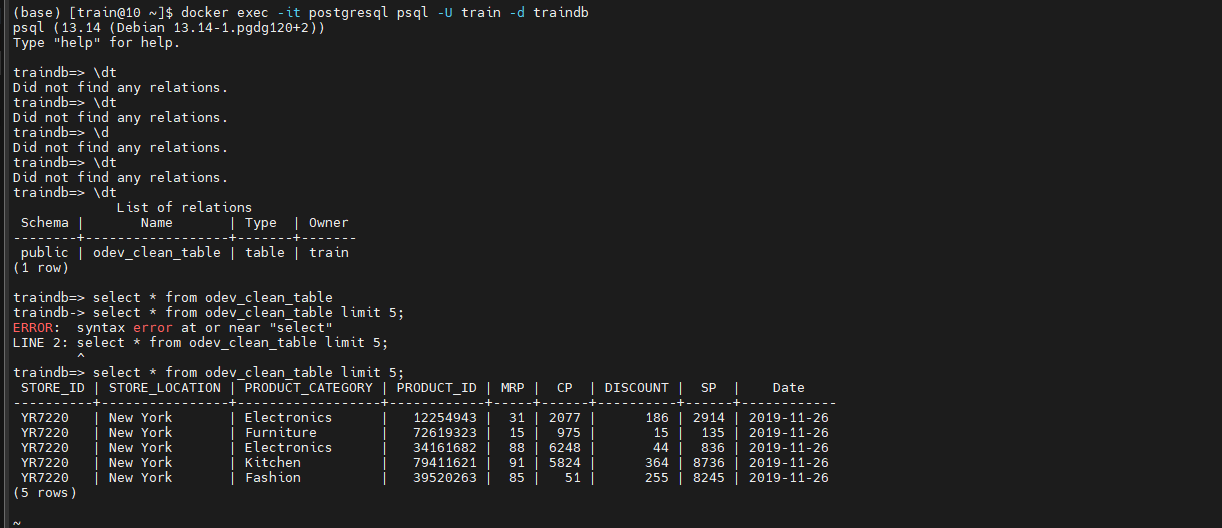 (base) [train@10 ~]$ docker exec -it postgresql psql -U train -d traindb
psql (13.14 (Debian 13.14-1.pgdg120+2))
Type "help" for help.

traindb=> \dt
Did not find any relations.
traindb=> \dt
Did not find any relations.
traindb=> \d
Did not find any relations.
traindb=> \dt
Did not find any relations.
traindb=> \dt
             List of relations
 Schema |       Name       | Type  | Owner
--------+------------------+-------+-------
 public | odev_clean_table | table | train
(1 row)

traindb=> select * from odev_clean_table
traindb-> select * from odev_clean_table limit 5;
ERROR:  syntax error at or near "select"
LINE 2: select * from odev_clean_table limit 5;
        ^
traindb=> select * from odev_clean_table limit 5;
 STORE_ID | STORE_LOCATION | PRODUCT_CATEGORY | PRODUCT_ID | MRP |  CP  | DISCOUNT |  SP  |    Date
----------+----------------+------------------+------------+-----+------+----------+------+------------
 YR7220   | New York       | Electronics      |   12254943 |  31 | 2077 |      186 | 2914 | 2019-11-26
 YR7220   | New York       | Furniture        |   72619323 |  15 |  975 |       15 |  135 | 2019-11-26
 YR7220   | New York       | Electronics      |   34161682 |  88 | 6248 |       44 |  836 | 2019-11-26
 YR7220   | New York       | Kitchen          |   79411621 |  91 | 5824 |      364 | 8736 | 2019-11-26
 YR7220   | New York       | Fashion          |   39520263 |  85 |   51 |      255 | 8245 | 2019-11-26
(5 rows)

~